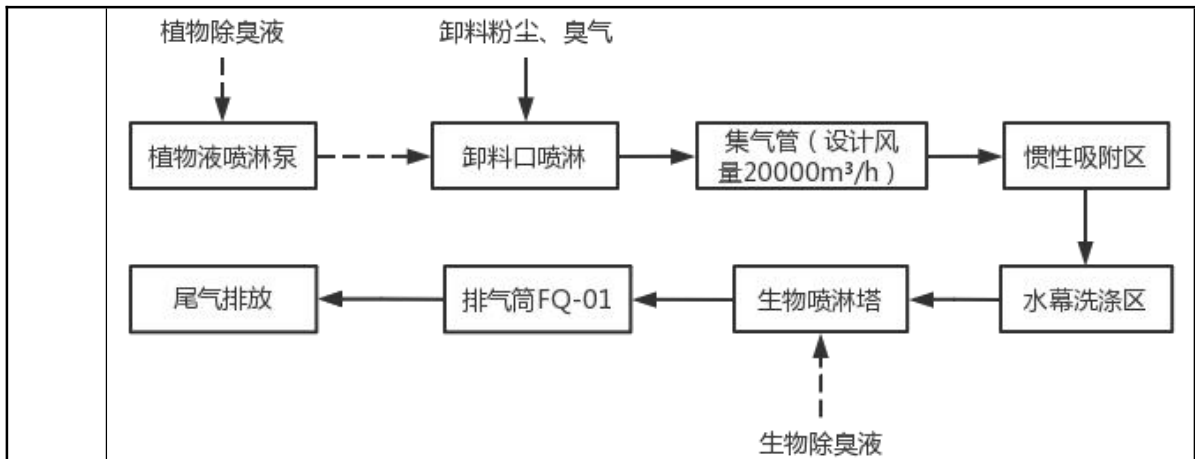 植物除臭液
卸料粉尘、臭气
植物液喷淋泵
卸料口喷淋
集气管（设计风
量20000m³/h）
惯性吸附区
尾气排放
排气筒FQ-01
生物喷淋塔
水幕洗涤区
生物除臭液